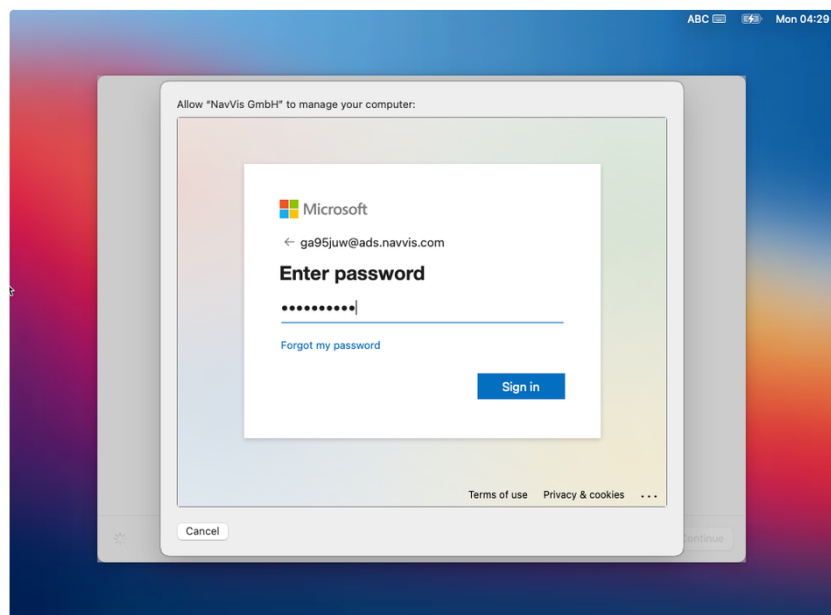 ABC Mon 04:29
Allow "NavVis GmbH" to manage your computer:
Microsoft
← ga95juw@ads.navvis.com
Enter password
••••••••••
Forgot my password
Sign in
Terms of use Privacy & cookies ...
Cancel Continue